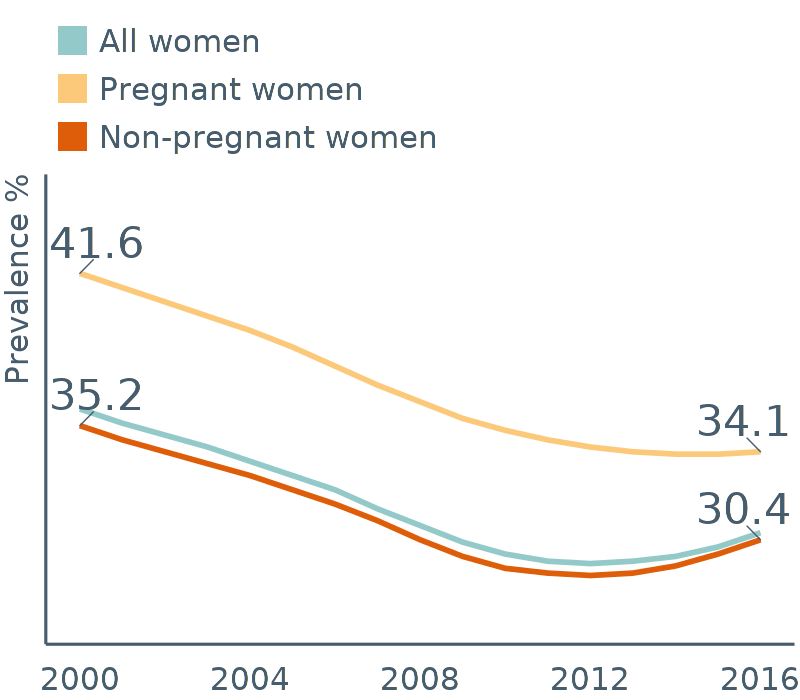 All women
Pregnant women
Non-pregnant women
Prevalence %
41.6
35.2
34.1
30.4
2000 2004 2008 2012 2016